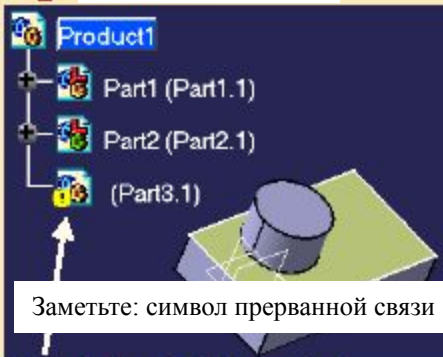 Product1
Part1 (Part1.1)
Part2 (Part2.1)
(Part3.1)
Заметьте: символ прерванной связи